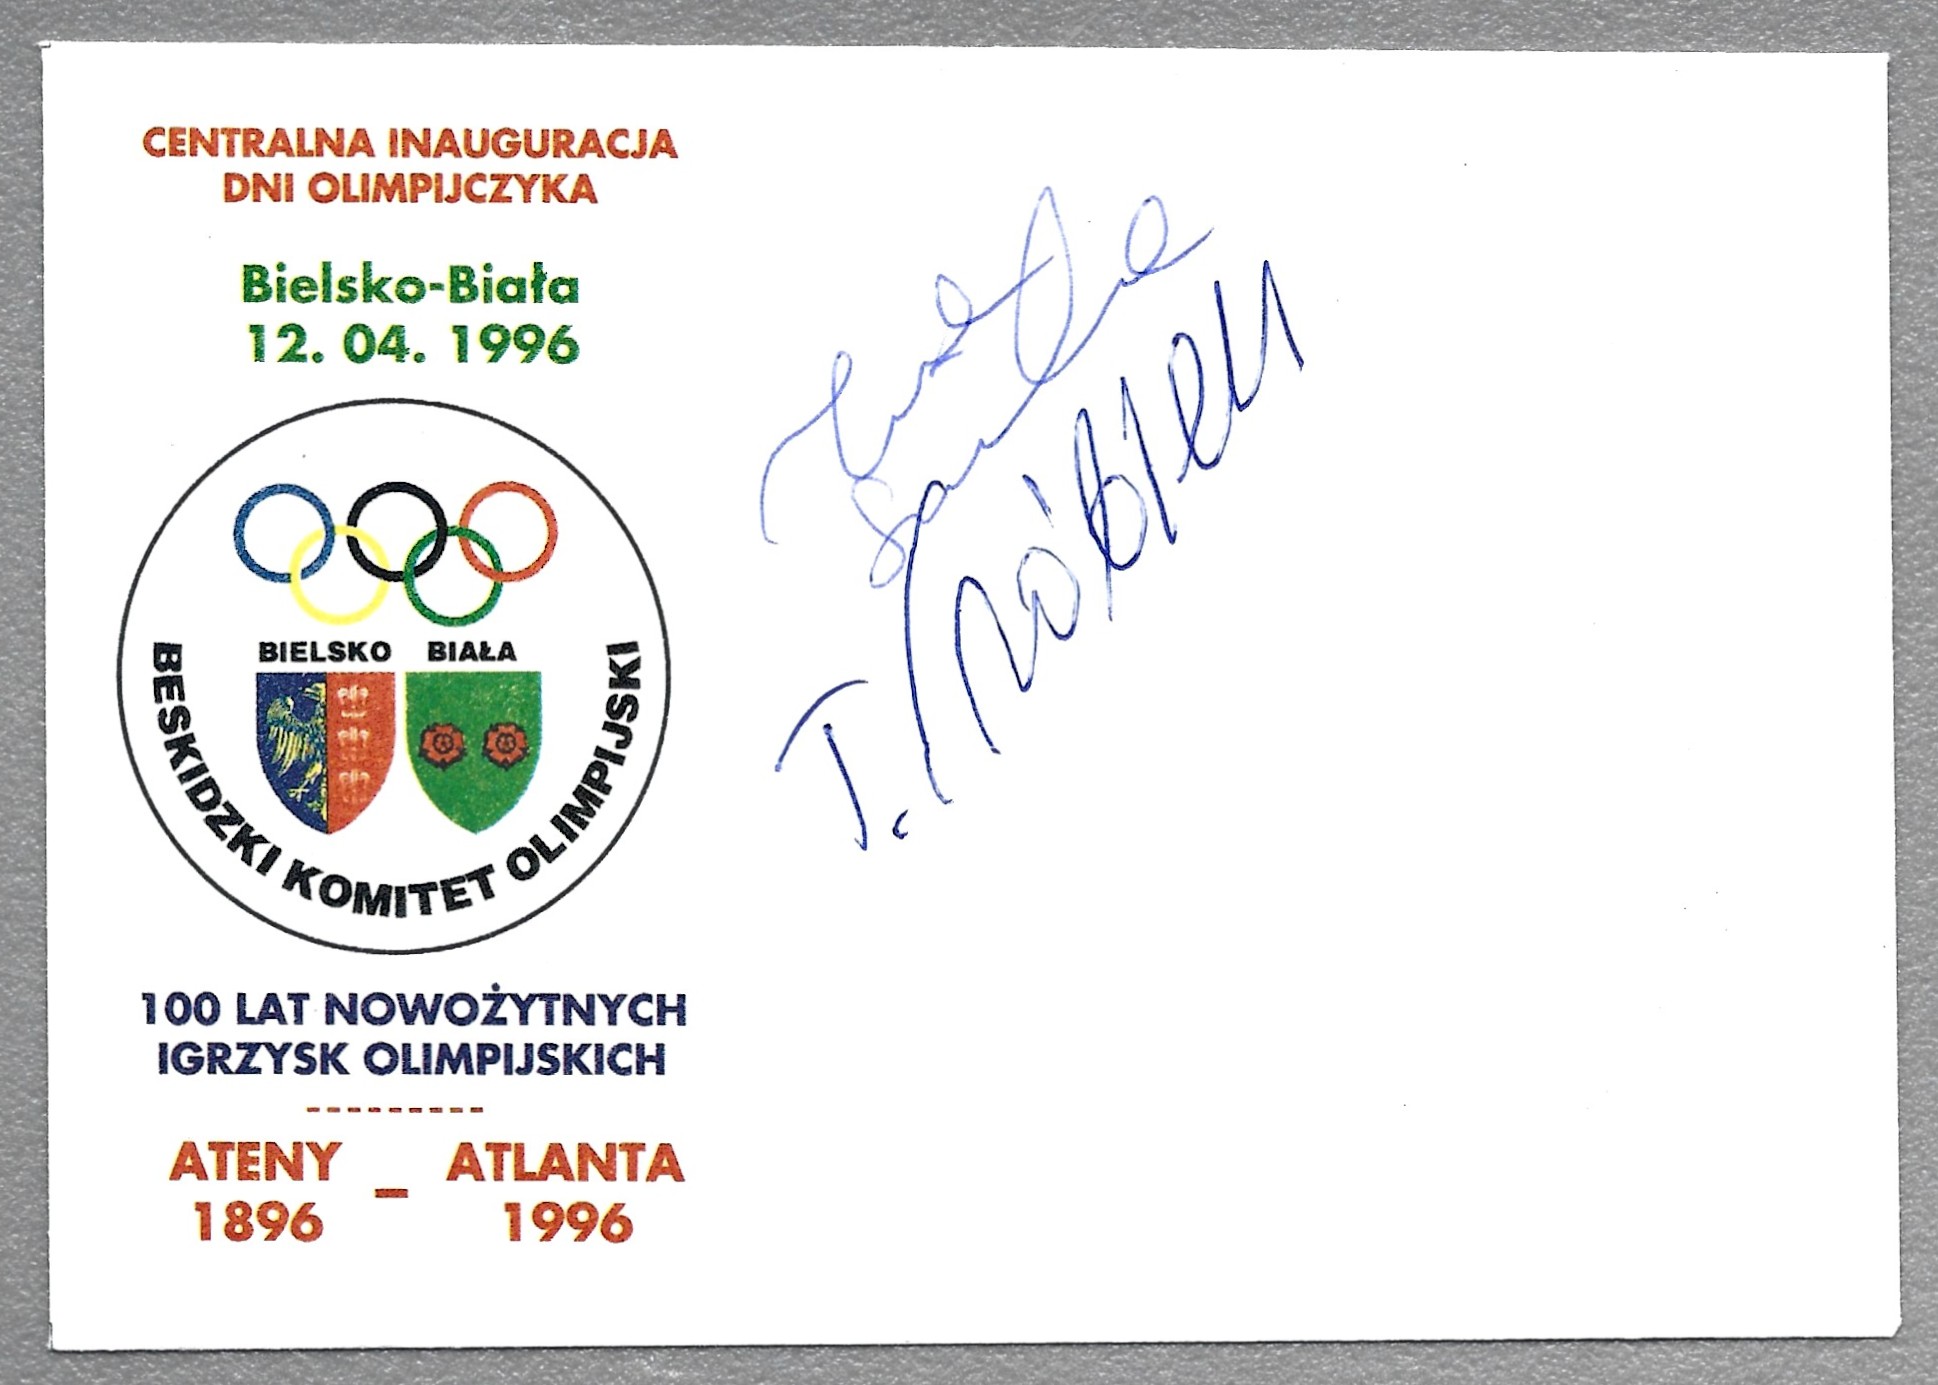 CENTRALNA INAUGURACJA
DNI OLIMPIJCZYKA
Bielsko-Biała
12. 04. 1996
BIELSKO BIAŁA
BESKIDZKI KOMITET OLIMPIJSKI
100 LAT NOWOŻYTNYCH
IGRZYSK OLIMPIJSKICH
---------
ATENY – ATLANTA
1896 1996
T.